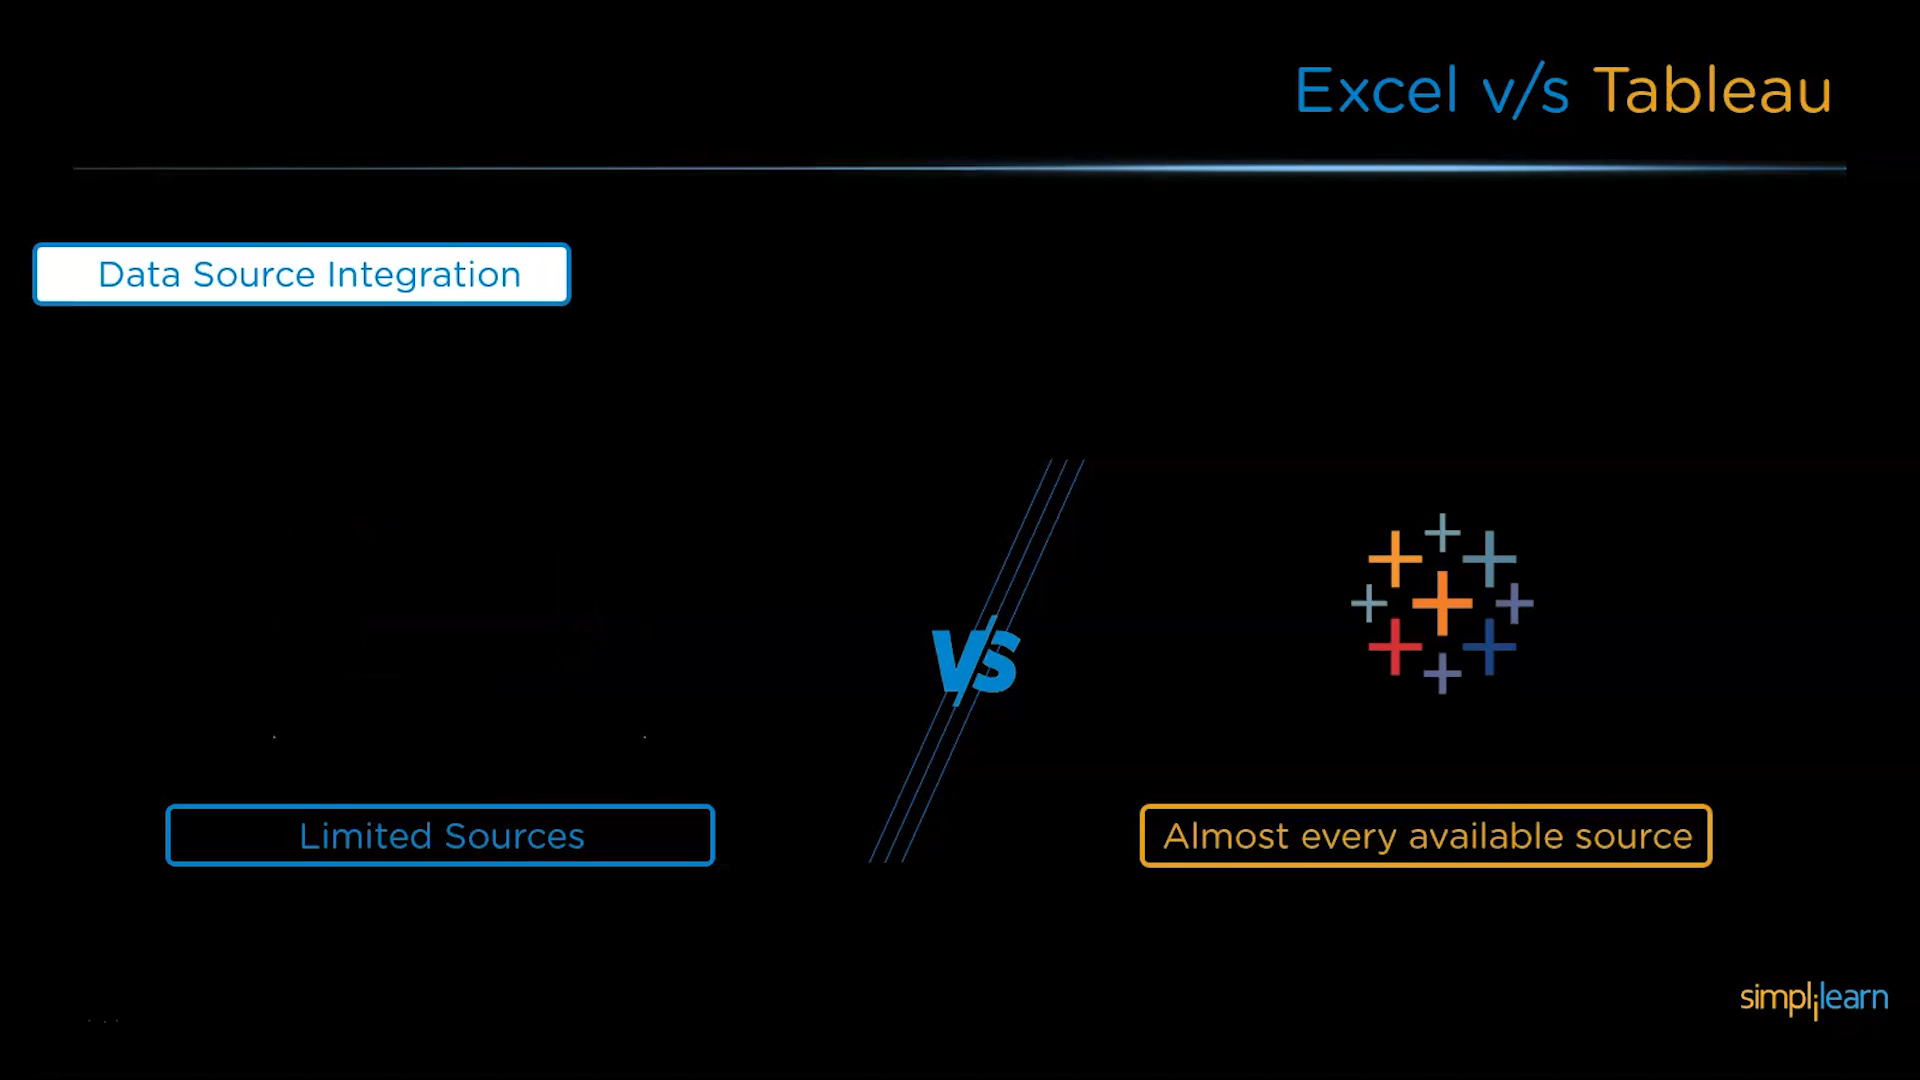 Excel v/s Tableau
Data Source Integration
VS
Limited Sources
Almost every available source
simplilearn